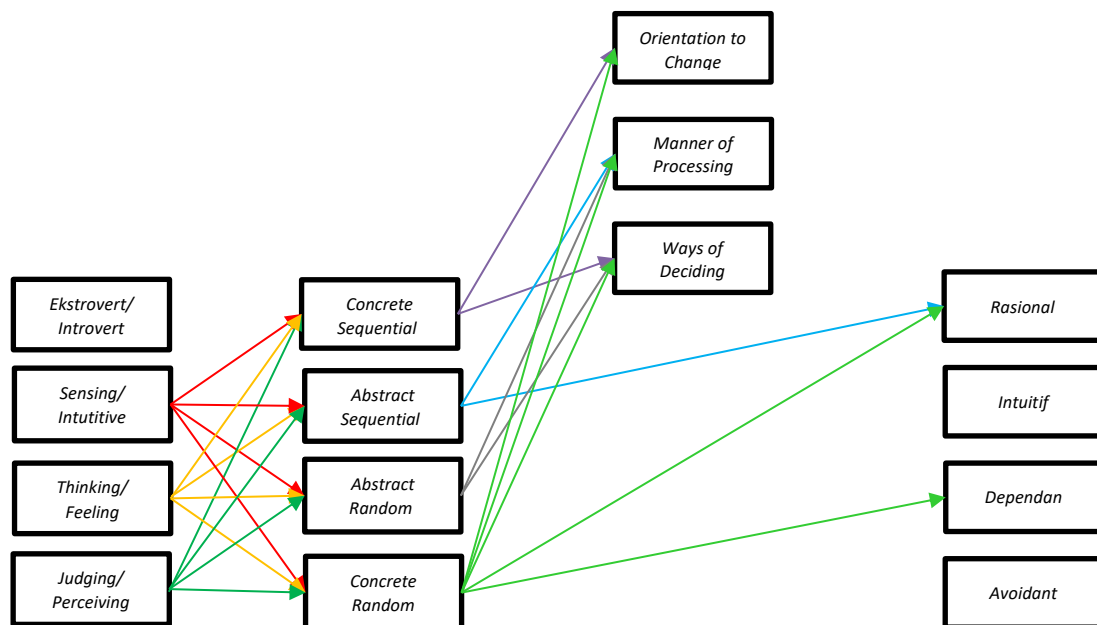 Orientation to
Change
Manner of
Processing
Ways of
Deciding
Ekstrovert/
Introvert
Sensing/
Intutitive
Thinking/
Feeling
Judging/
Perceiving
Concrete
Sequential
Abstract
Sequential
Abstract
Random
Concrete
Random
Rasional
Intuitif
Dependan
Avoidant